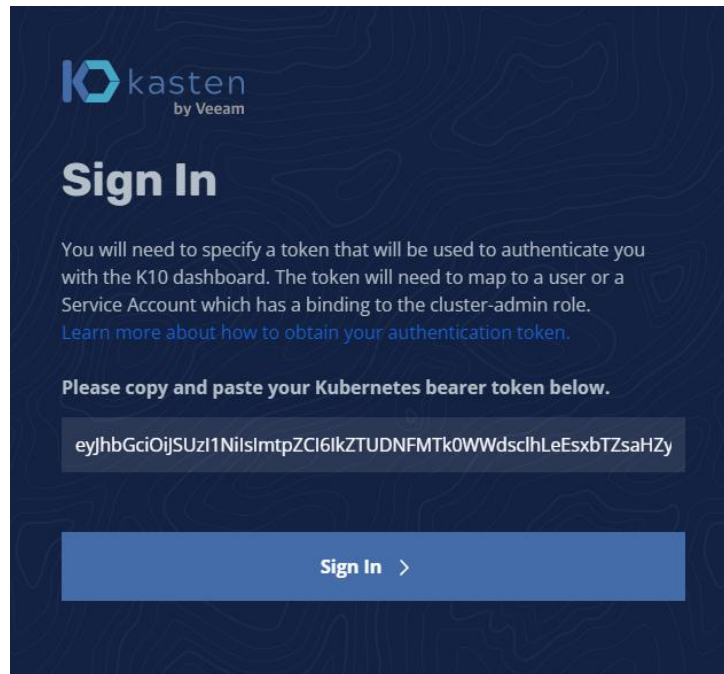 kasten
by Veeam
Sign In
You will need to specify a token that will be used to authenticate you
with the K10 dashboard. The token will need to map to a user or a
Service Account which has a binding to the cluster-admin role.
Learn more about how to obtain your authentication token.
Please copy and paste your Kubernetes bearer token below.
eyJhbGciOiJSUzI1NiIsImtpZCI6IkZTUDNFMTk0WWdsclhLeEsxbTZsaHZy
Sign In >